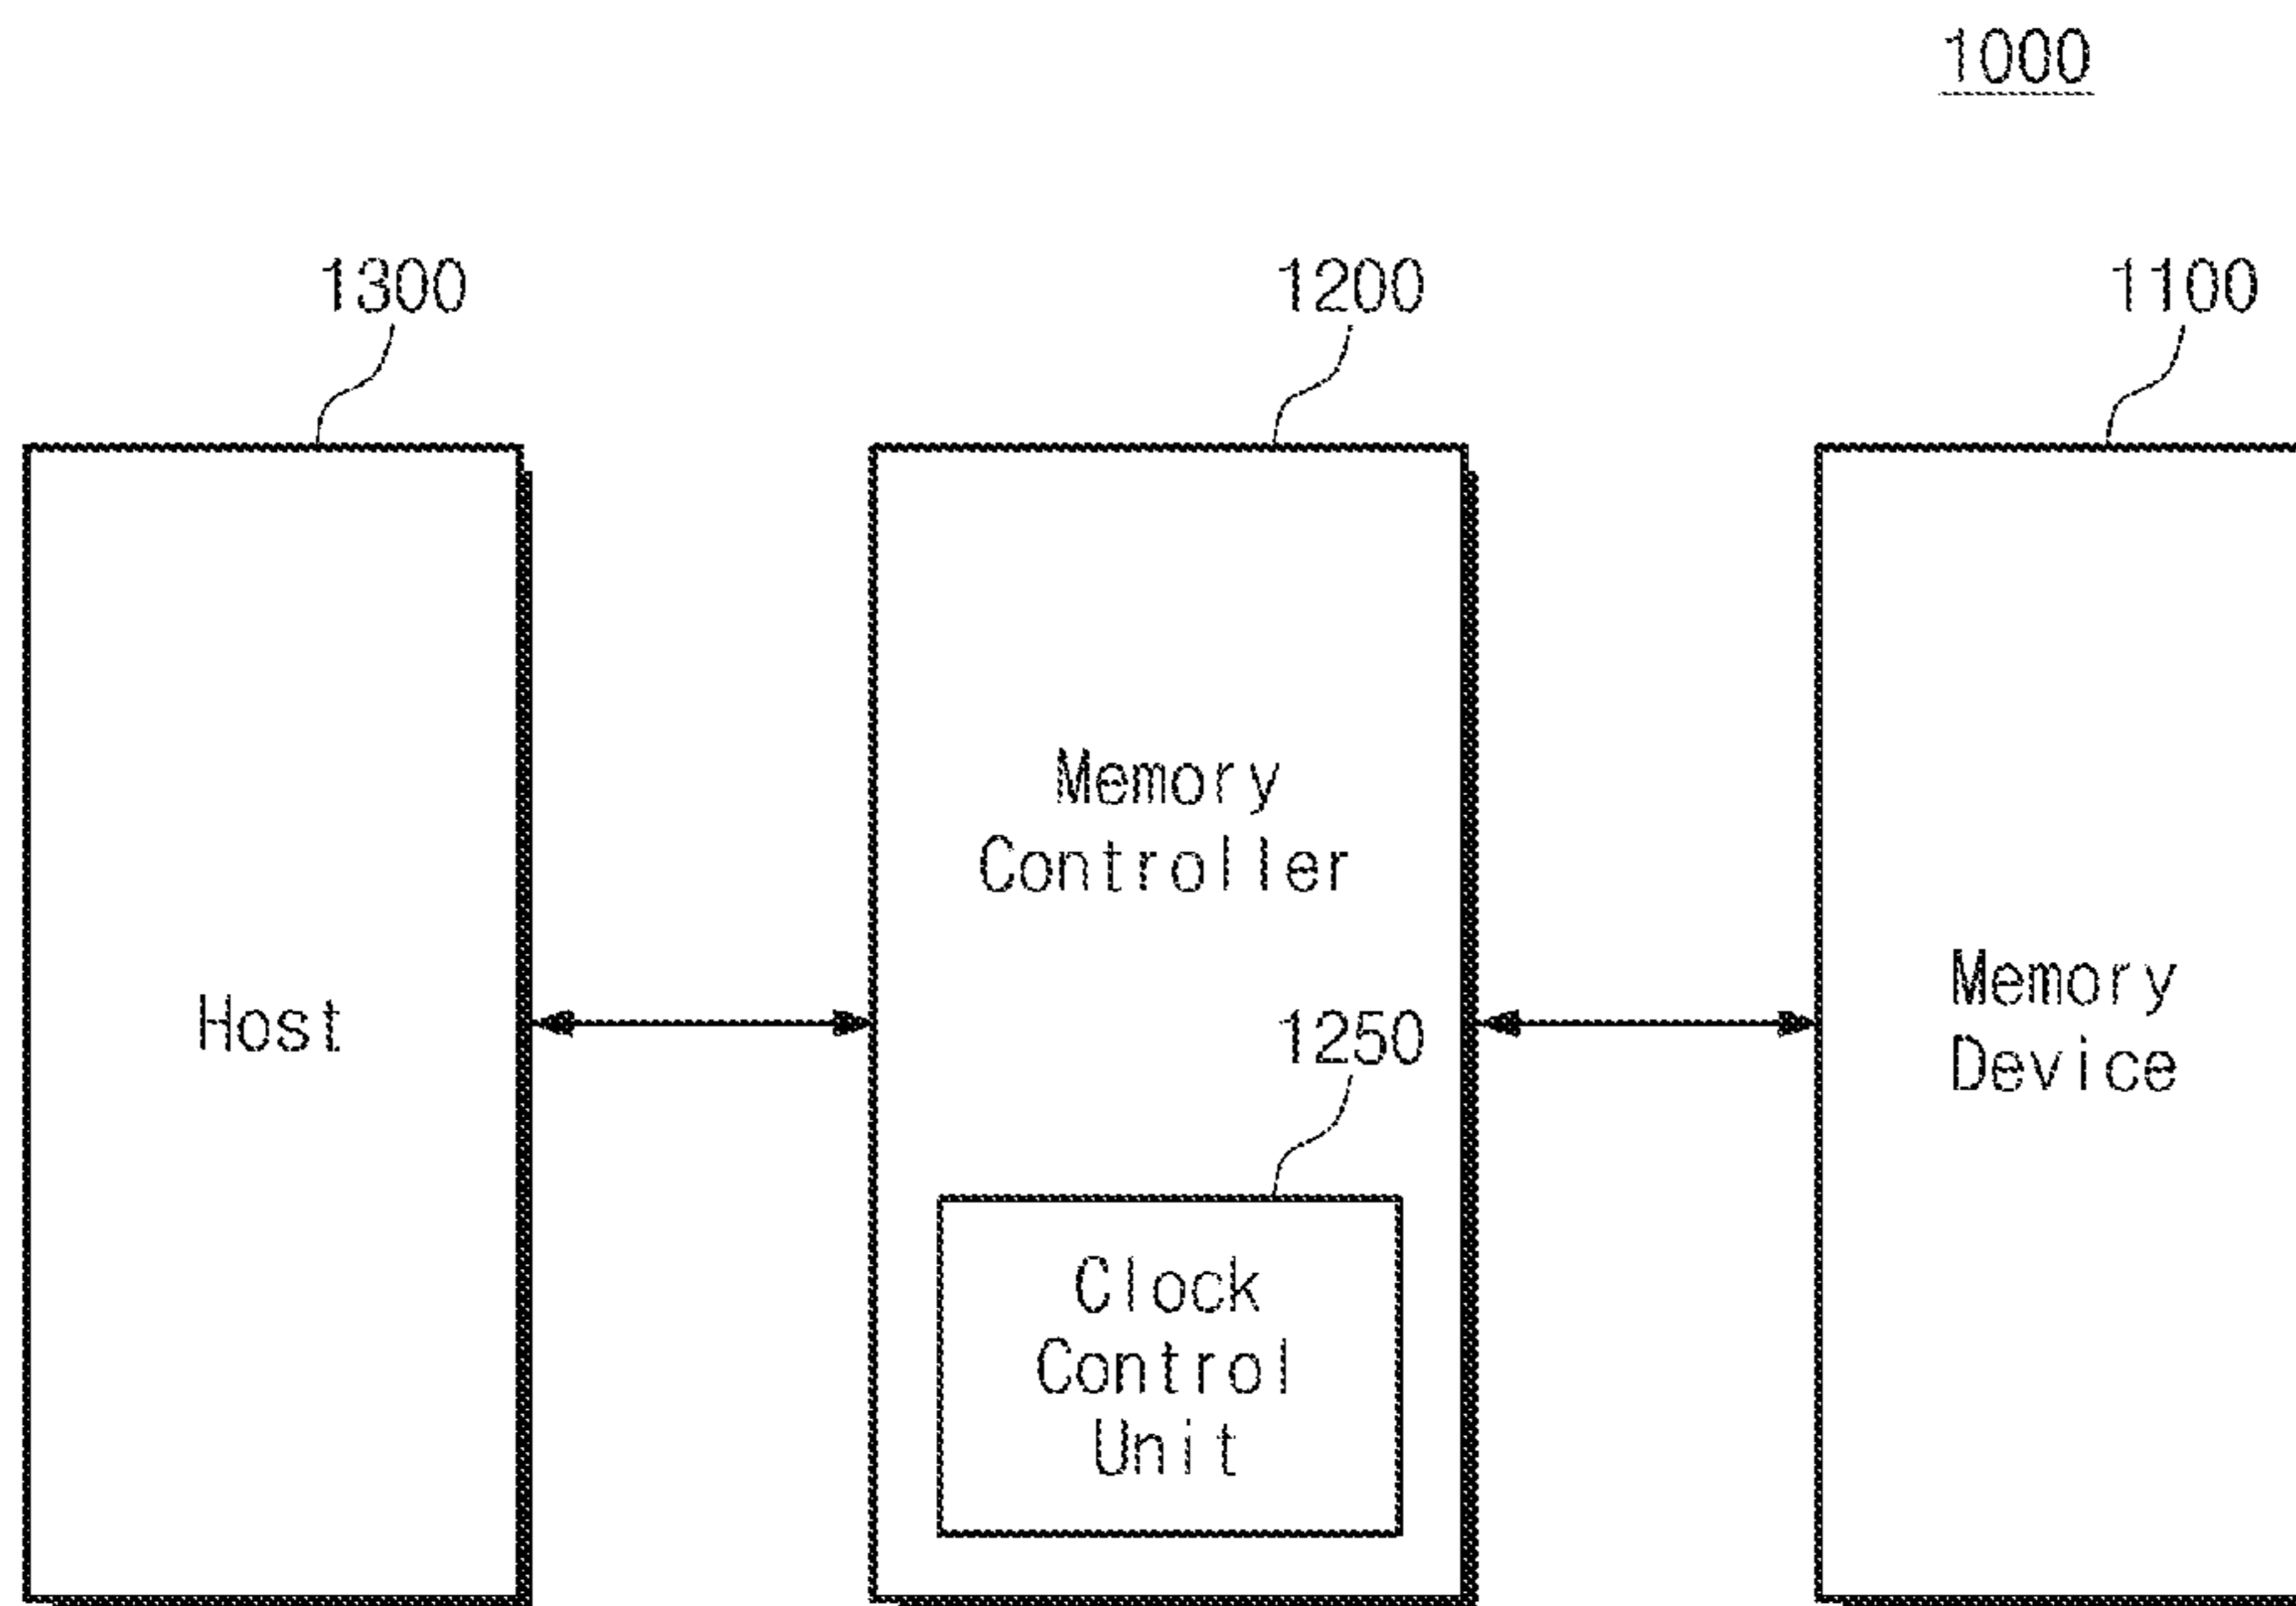 1000
1300
1200
1100
Memory
Controller
Host
1250
Memory
Device
Clock
Control
Unit